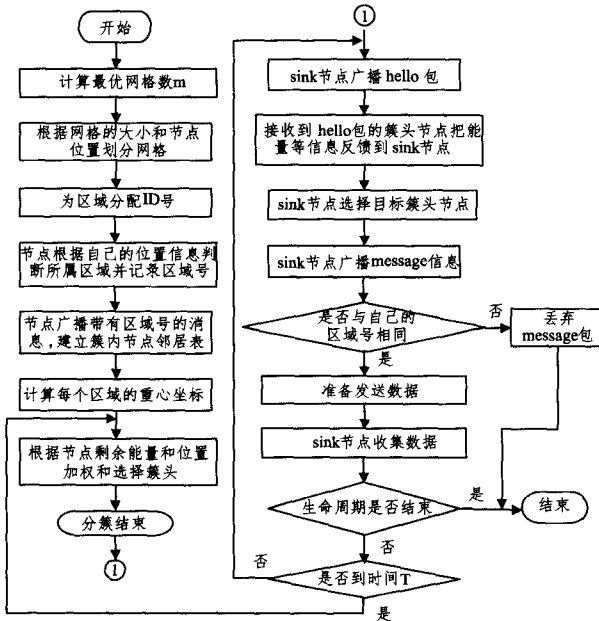 开始
计算最优网格数m
根据网格的大小和节点
位置划分网格
为区域分配ID号
节点根据自己的位置信息判
断所属区域并记录区域号
节点广播带有区域号的消
息,建立簇内节点邻居表
计算每个区域的重心坐标
根据节点剩余能量和位置
加权和选择簇头
分簇结束
1
1
sink节点广播hello包
接收到hello包的簇头节点把能
量等信息反馈到sink节点
sink节点选择目标簇头节点
sink节点广播message信息
是否与自己的
区域号相同
否
丢弃
message包
是
准备发送数据
sink节点收集数据
生命周期是否结束
是
结束
否
是否到时间T
否
是